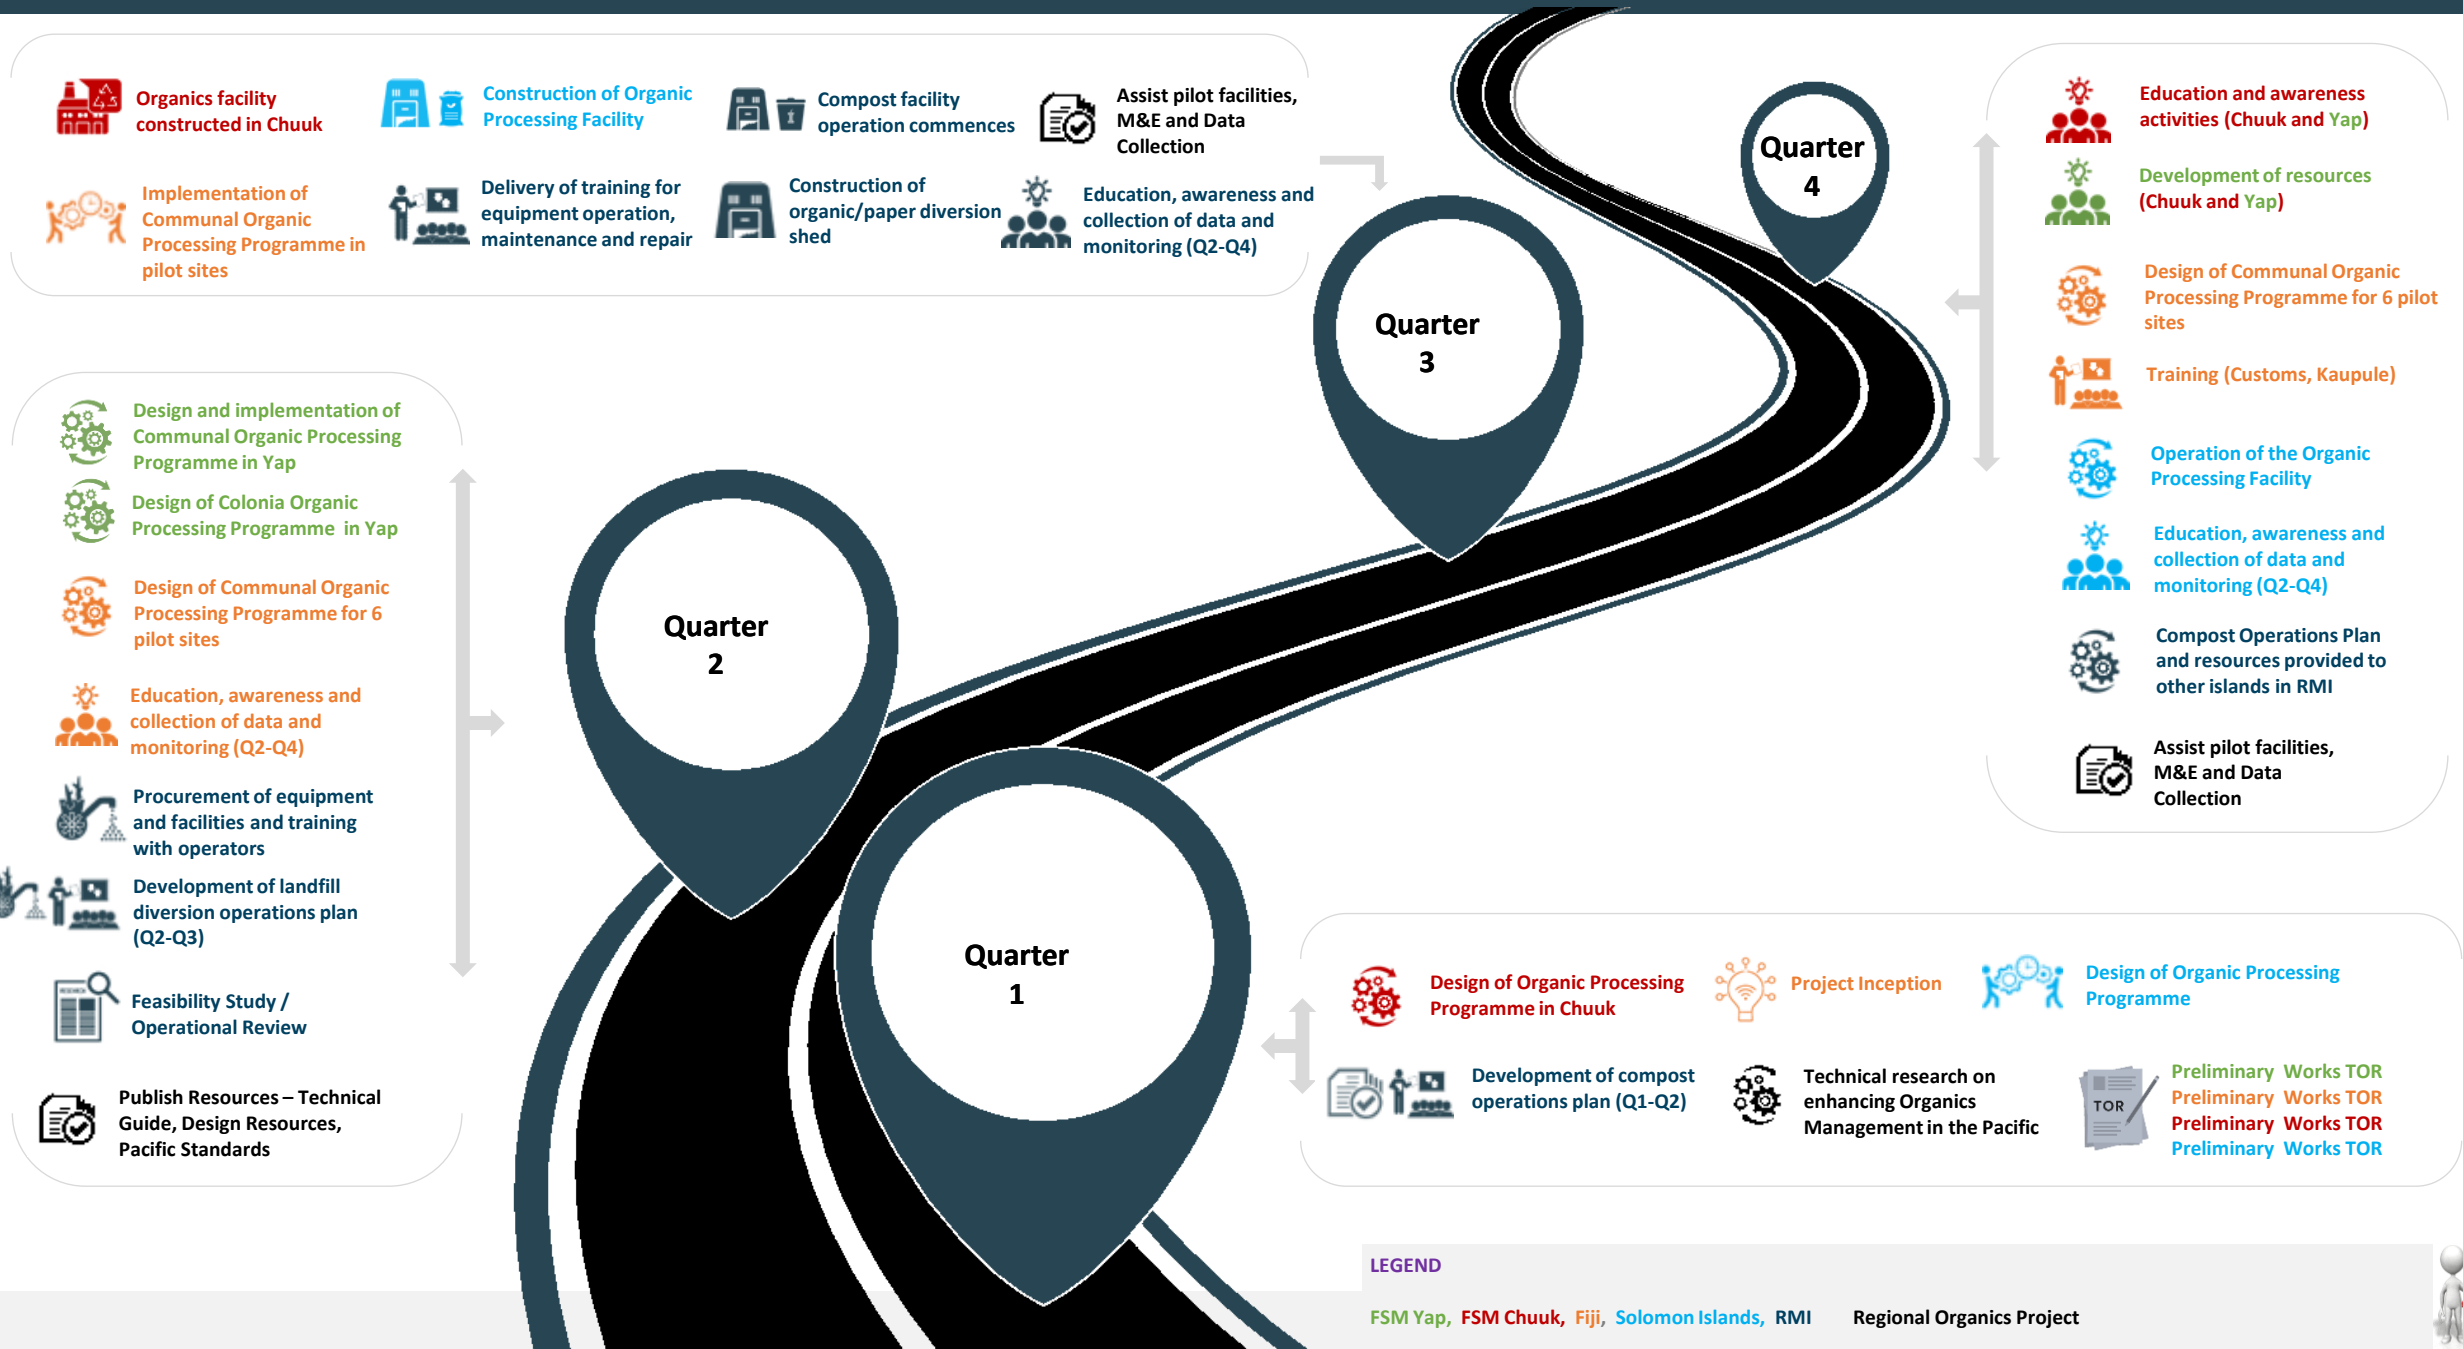 Organics facility
constructed in Chuuk
Construction of Organic
Processing Facility
Compost facility
operation commences
Assist pilot facilities,
M&E and Data
Collection
Implementation of
Communal Organic
Processing Programme in
pilot sites
Delivery of training for
equipment operation,
maintenance and repair
Construction of
organic/paper diversion
shed
Education, awareness and
collection of data and
monitoring (Q2-Q4)
Quarter
4
Education and awareness
activities (Chuuk and Yap)
Development of resources
(Chuuk and Yap)
Design of Communal Organic
Processing Programme for 6 pilot
sites
Training (Customs, Kaupule)
Operation of the Organic
Processing Facility
Education, awareness and
collection of data and
monitoring (Q2-Q4)
Compost Operations Plan
and resources provided to
other islands in RMI
Assist pilot facilities,
M&E and Data
Collection
Quarter
3
Design and implementation of
Communal Organic Processing
Programme in Yap
Design of Colonia Organic
Processing Programme in Yap
Design of Communal Organic
Processing Programme for 6
pilot sites
Education, awareness and
collection of data and
monitoring (Q2-Q4)
Procurement of equipment
and facilities and training
with operators
Development of landfill
diversion operations plan
(Q2-Q3)
Feasibility Study /
Operational Review
Publish Resources – Technical
Guide, Design Resources,
Pacific Standards
Quarter
2
Quarter
1
Design of Organic Processing
Programme in Chuuk
Project Inception
Design of Organic Processing
Programme
Development of compost
operations plan (Q1-Q2)
Technical research on
enhancing Organics
Management in the Pacific
TOR
Preliminary Works TOR
Preliminary Works TOR
Preliminary Works TOR
Preliminary Works TOR
LEGEND
FSM Yap, FSM Chuuk, Fiji, Solomon Islands, RMI Regional Organics Project